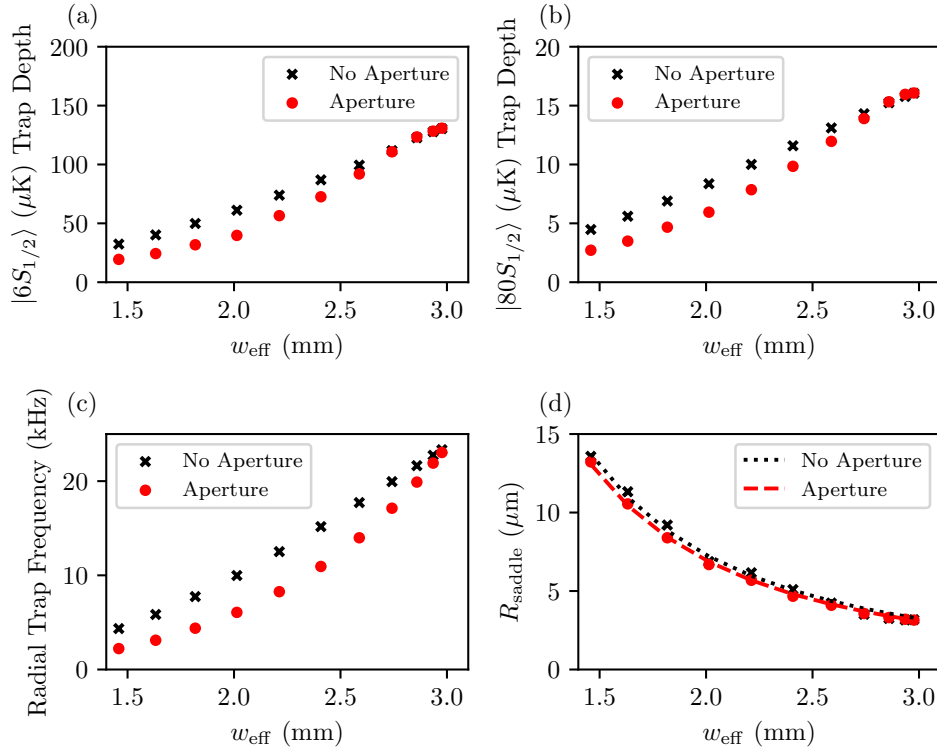 (a)
|6S1/2⟩ (μK) Trap Depth
200
150
100
50
0
No Aperture
Aperture
1.5 2.0 2.5 3.0
weff (mm)
(b)
|80S1/2⟩ (μK) Trap Depth
20
15
10
5
0
No Aperture
Aperture
1.5 2.0 2.5 3.0
weff (mm)
(c)
Radial Trap Frequency (kHz)
20
10
0
No Aperture
Aperture
1.5 2.0 2.5 3.0
weff (mm)
(d)
Rsaddle (μm)
15
10
5
0
No Aperture
Aperture
1.5 2.0 2.5 3.0
weff (mm)